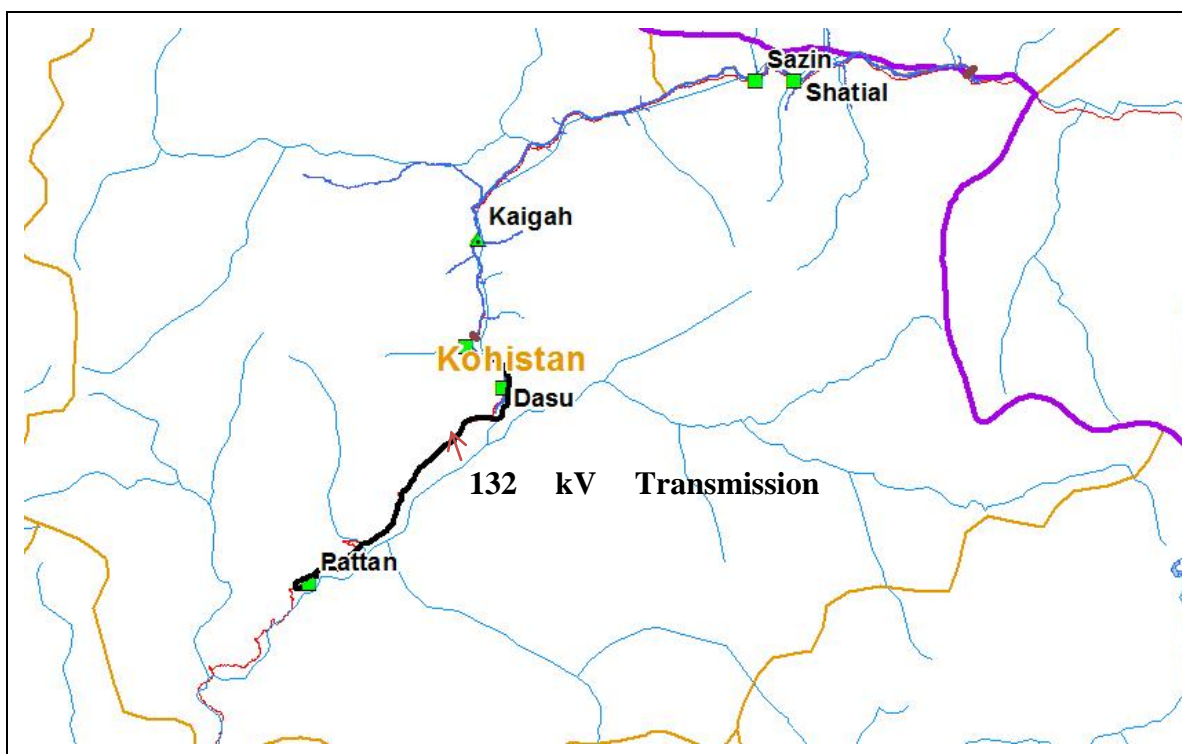 Sazin
Shatial
Kaigah
Kohistan
Dasu
132 kV Transmission
Pattan